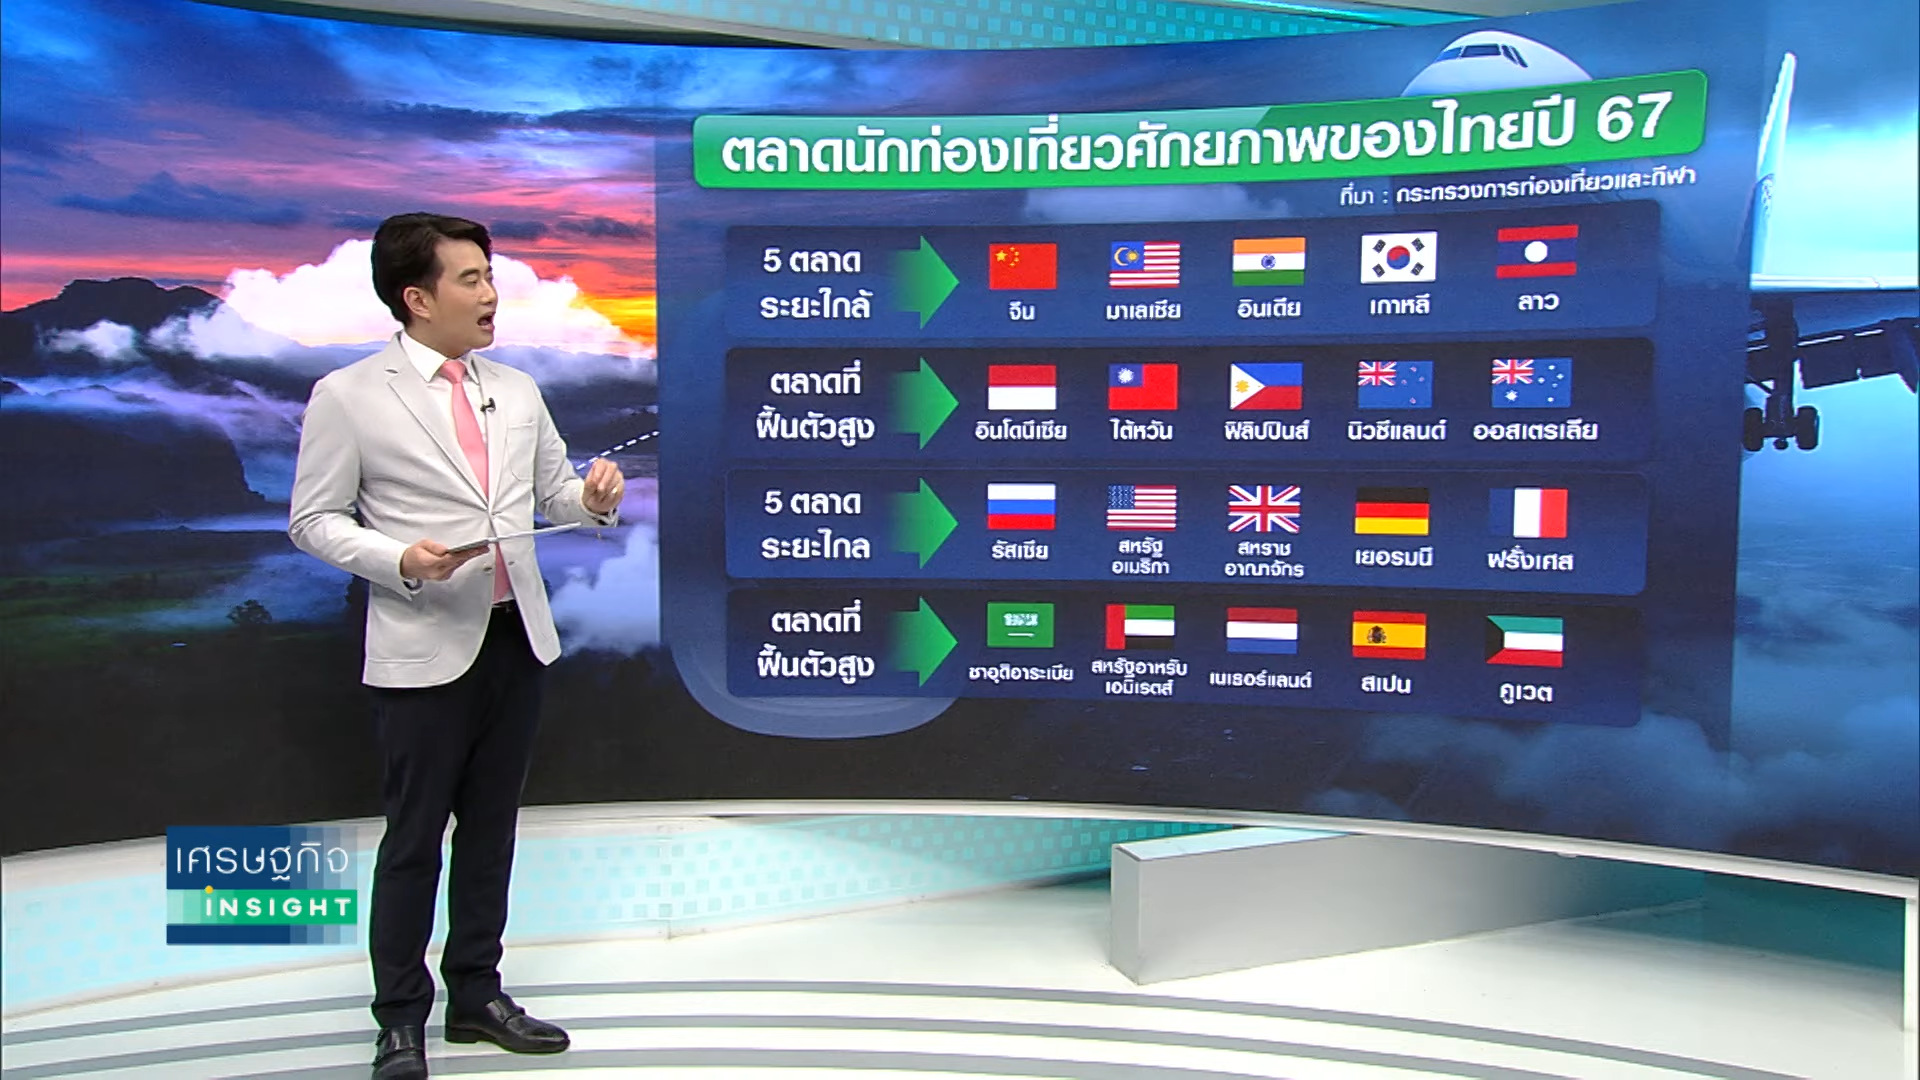 ตลาดนักท่องเที่ยวศักยภาพของไทยปี 67
ที่มา : กระทรวงการท่องเที่ยวและกีฬา
5 ตลาด
ระยะใกล้
จีน
มาเลเซีย
อินเดีย
เกาหลี
ลาว
ตลาดที่
ฟื้นตัวสูง
อินโดนีเซีย
ไต้หวัน
ฟิลิปปินส์
นิวซีแลนด์
ออสเตรเลีย
5 ตลาด
ระยะไกล
รัสเซีย
สหรัฐ
อเมริกา
สหราช
อาณาจักร
เยอรมนี
ฝรั่งเศส
ตลาดที่
ฟื้นตัวสูง
ซาอุดิอาระเบีย
สหรัฐอาหรับ
เอมิเรตส์
เนเธอร์แลนด์
สเปน
คูเวต
เศรษฐกิจ
iNSIGHT